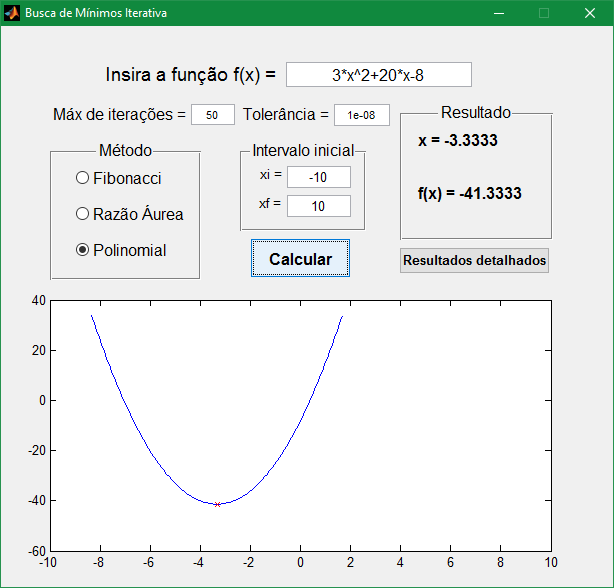 Busca de Mínimos Iterativa
Insira a função f(x) = 3*x^2+20*x-8
Máx de iterações = 50 Tolerância = 1e-08
Resultado
x = -3.3333
f(x) = -41.3333
Método
Fibonacci
Razão Áurea
Polinomial
Intervalo inicial
xi = -10
xf = 10
Calcular
Resultados detalhados
40
20
0
-20
-40
-60
-10 -8 -6 -4 -2 0 2 4 6 8 10